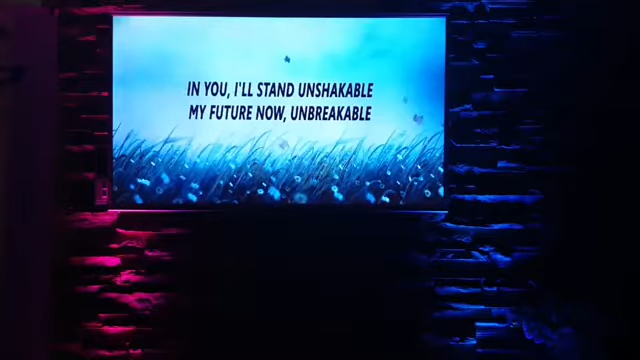 IN YOU, I'LL STAND UNSHAKABLE
MY FUTURE NOW, UNBREAKABLE